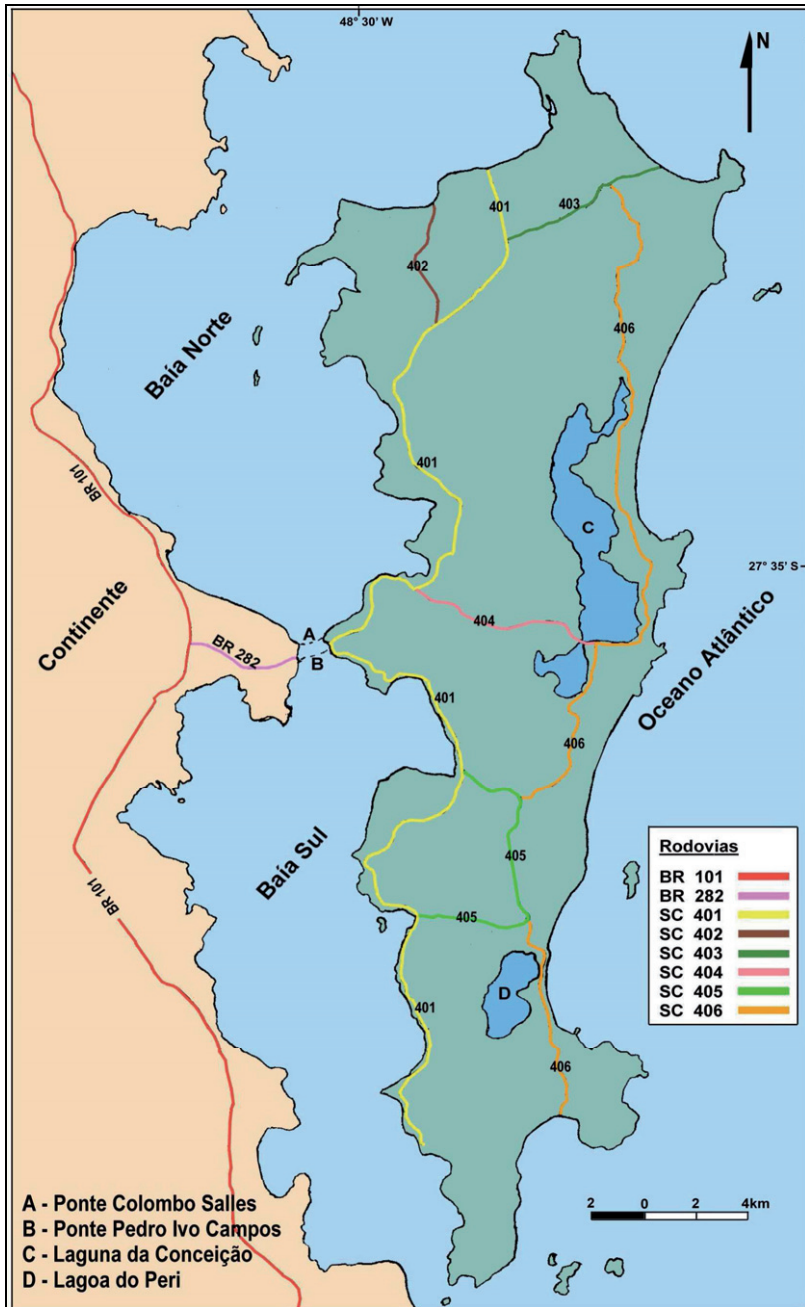 48° 30' W
N
401
403
402
406
Baía Norte
401
BR 101
C
27° 35' S
Continente
404
A
BR 282
B
Oceano Atlântico
401
406
Baía Sul
405
Rodovias
BR 101
BR 282
SC 401
SC 402
SC 403
SC 404
SC 405
SC 406
BR 101
405
D
401
406
A - Ponte Colombo Salles
B - Ponte Pedro Ivo Campos
C - Laguna da Conceição
D - Lagoa do Peri
2 0 2 4km